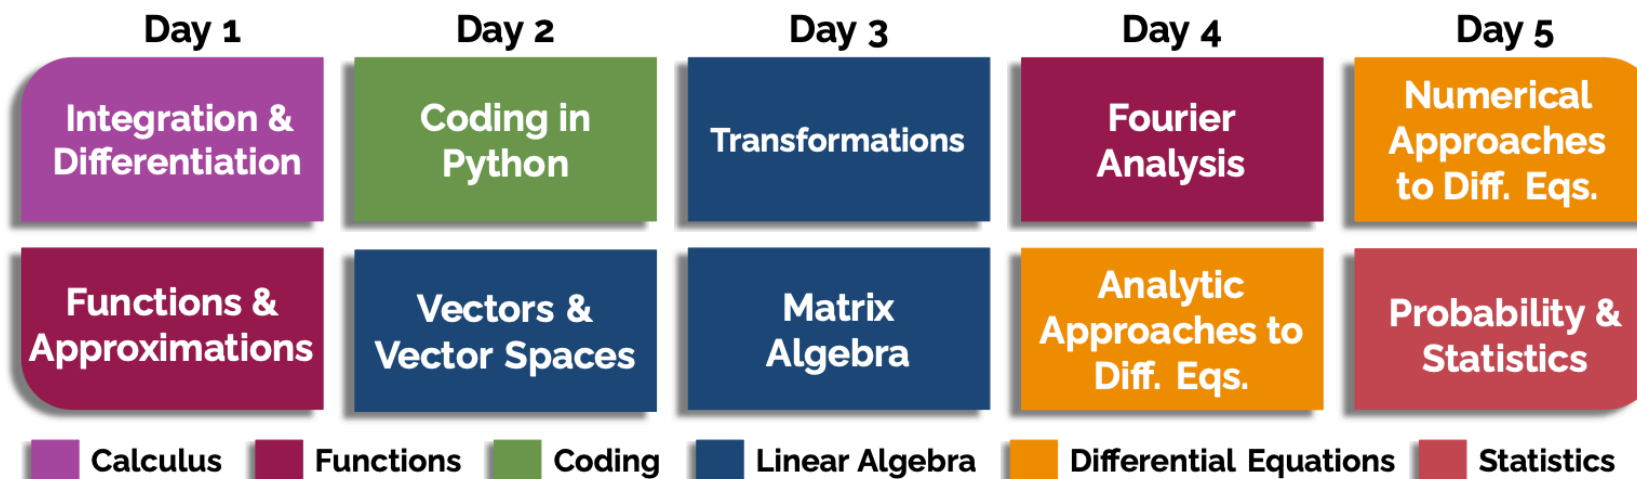 Day 1
Day 2
Day 3
Day 4
Day 5
Integration &
Differentiation
Coding in
Python
Transformations
Fourier
Analysis
Numerical
Approaches
to Diff. Eqs.
Functions &
Approximations
Vectors &
Vector Spaces
Matrix
Algebra
Analytic
Approaches to
Diff. Eqs.
Probability &
Statistics
Calculus
Functions
Coding
Linear Algebra
Differential Equations
Statistics